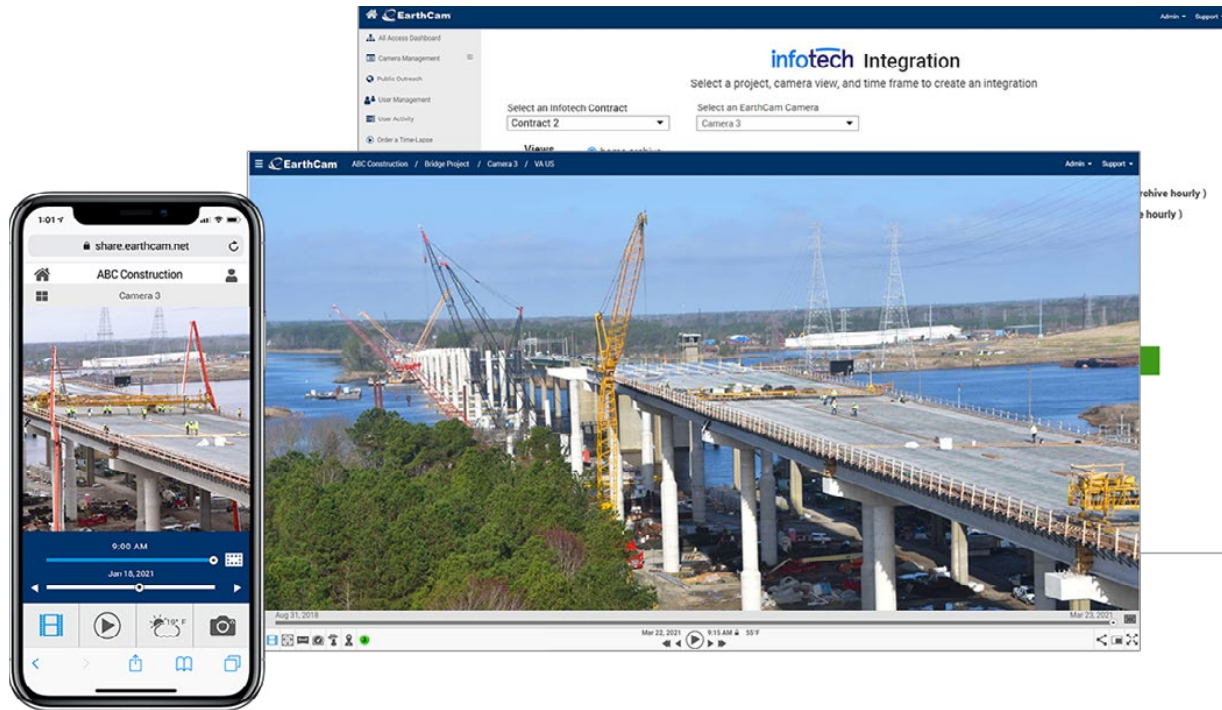 EarthCam
Admin
Support
All Access Dashboard
Camera Management
Public Outreach
User Management
User Activity
Order a Time-Lapse
infotech Integration
Select a project, camera view, and time frame to create an integration
Select an Infotech Contract
Select an EarthCam Camera
Contract 2
Camera 3
Views
home archive
archive hourly )
hourly )
EarthCam
ABC Construction / Bridge Project / Camera 3 / VA US
Admin
Support
Aug 31, 2018
Mar 23, 2021
Mar 22, 2021
9:15 AM
55°F
1:01
share.earthcam.net
ABC Construction
Camera 3
9:00 AM
Jan 18, 2021
19° F